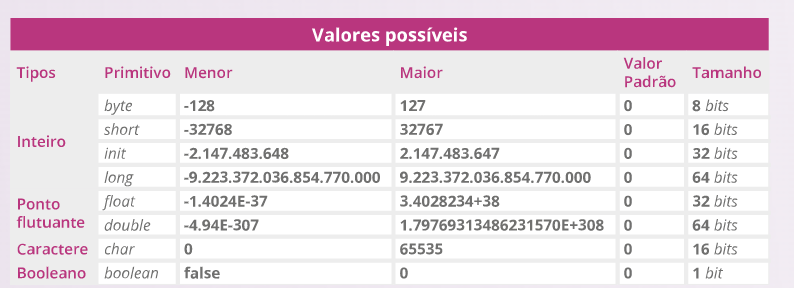 Valores possíveis
Tipos Primitivo Menor Maior Valor Padrão Tamanho
Inteiro byte -128 127 0 8 bits
short -32768 32767 0 16 bits
init -2.147.483.648 2.147.483.647 0 32 bits
long -9.223.372.036.854.770.000 9.223.372.036.854.770.000 0 64 bits
Ponto flutuante float -1.4024E-37 3.4028234+38 0 32 bits
double -4.94E-307 1.79769313486231570E+308 0 64 bits
Caractere char 0 65535 0 16 bits
Booleano boolean false 0 0 1 bit